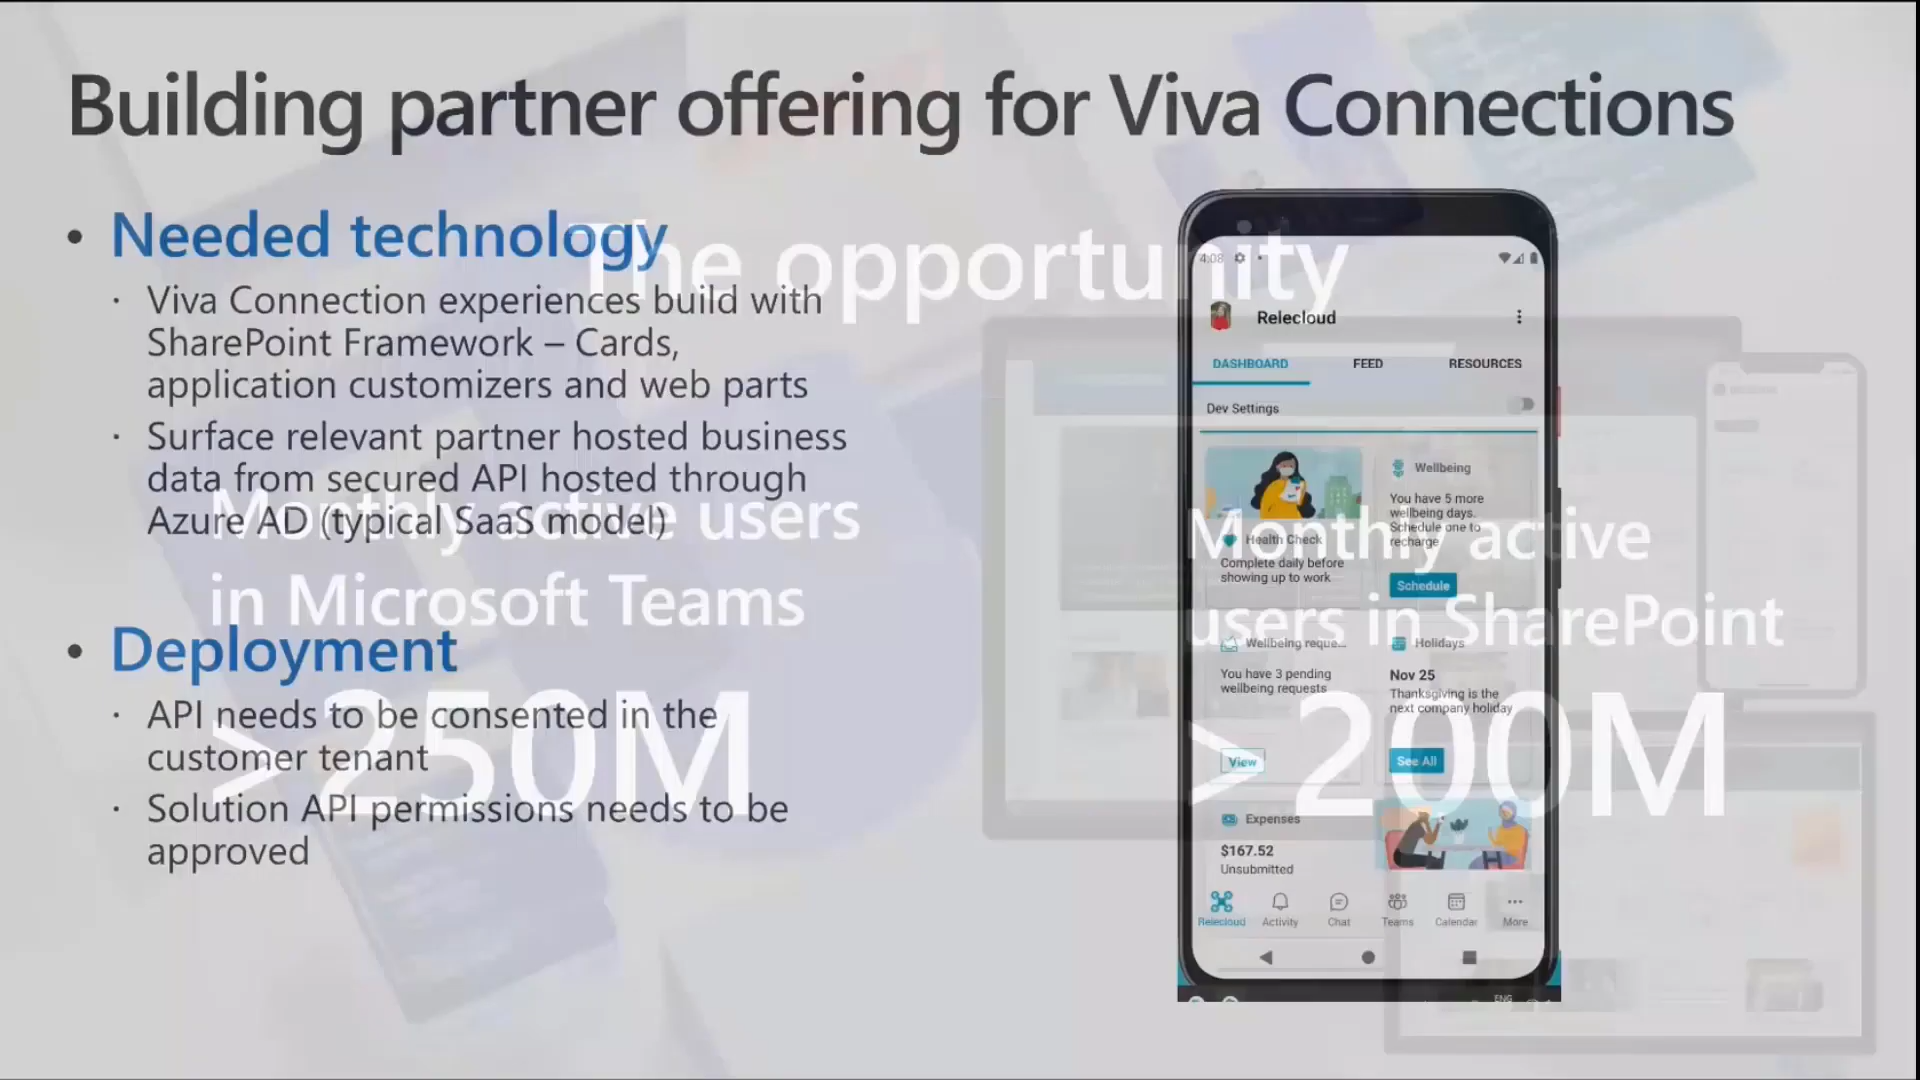 Building partner offering for Viva Connections
• Needed technology
· Viva Connection experiences build with
SharePoint Framework – Cards,
application customizers and web parts
· Surface relevant partner hosted business
data from secured API hosted through
Azure AD (typical SaaS model)
• Deployment
· API needs to be consented in the
customer tenant
· Solution API permissions needs to be
approved
The opportunity
Monthly active users
in Microsoft Teams
>250M
Monthly active
users in SharePoint
>200M
4:08
Relecloud
DASHBOARD FEED RESOURCES
Dev Settings
Health Check
Complete daily before
showing up to work
Wellbeing
You have 5 more
wellbeing days.
Schedule one to
recharge
Schedule
Wellbeing reque...
You have 3 pending
wellbeing requests
View
Holidays
Nov 25
Thanksgiving is the
next company holiday
See All
Expenses
$167.52
Unsubmitted
Relecloud Activity Chat Teams Calendar More
ENG